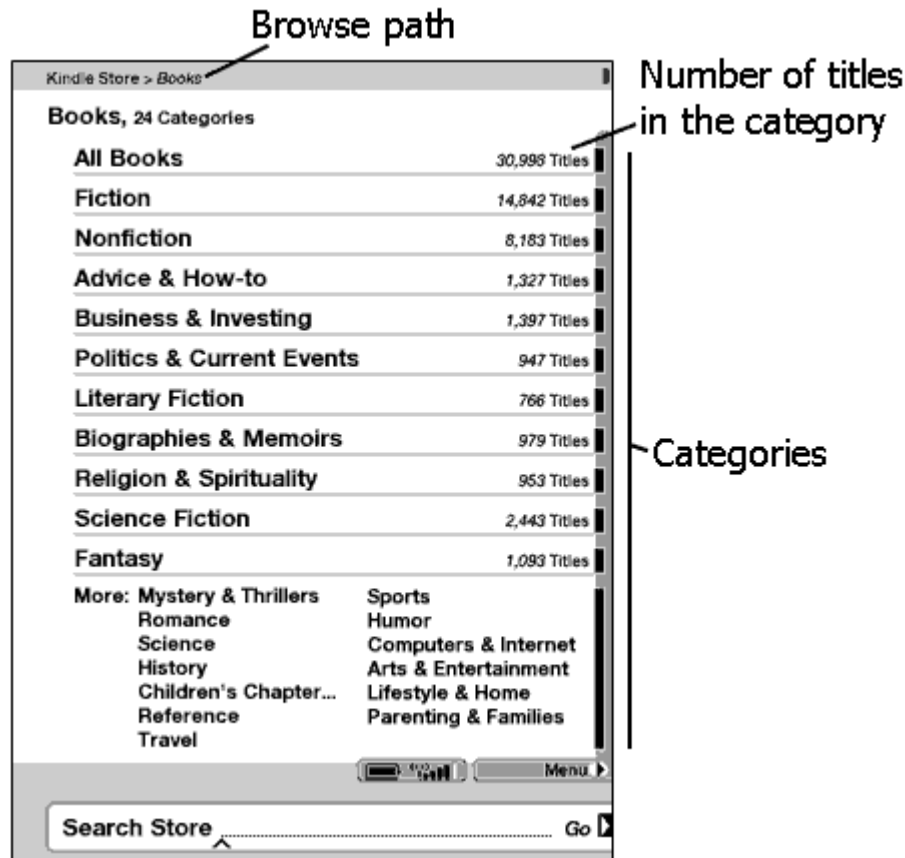 Browse path
Kindle Store > Books
Number of titles
in the category
Books, 24 Categories
All Books 30,998 Titles
Fiction 14,842 Titles
Nonfiction 8,183 Titles
Advice & How-to 1,327 Titles
Business & Investing 1,397 Titles
Politics & Current Events 947 Titles
Literary Fiction 766 Titles
Biographies & Memoirs 979 Titles
Categories
Religion & Spirituality 953 Titles
Science Fiction 2,443 Titles
Fantasy 1,093 Titles
More: Mystery & Thrillers Sports
Romance Humor
Science Computers & Internet
History Arts & Entertainment
Children's Chapter... Lifestyle & Home
Reference Parenting & Families
Travel
Menu
Search Store Go